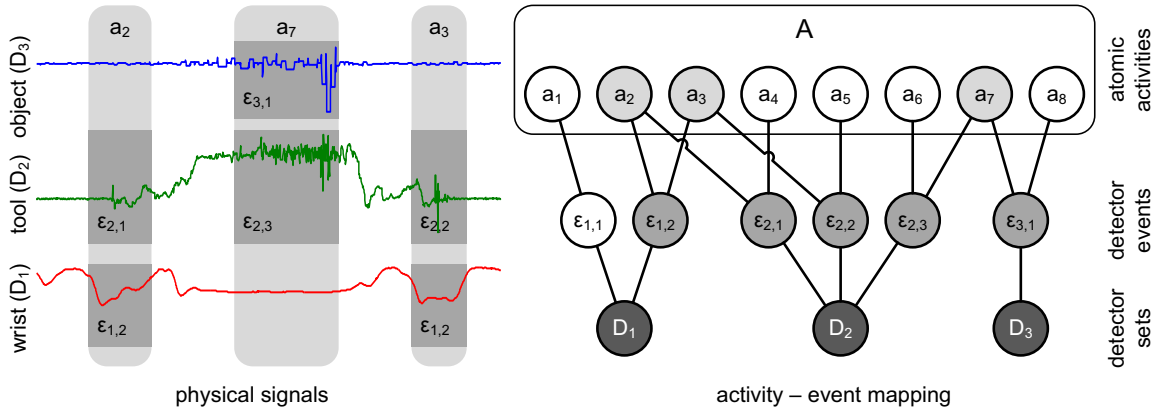 a₂ a₇ a₃
object (D₃)
ε₃,₁
tool (D₂)
ε₂,₁ ε₂,₃ ε₂,₂
wrist (D₁)
ε₁,₂ ε₁,₂
physical signals
A
a₁ a₂ a₃ a₄ a₅ a₆ a₇ a₈
atomic
activities
ε₁,₁ ε₁,₂ ε₂,₁ ε₂,₂ ε₂,₃ ε₃,₁
detector
events
D₁ D₂ D₃
detector
sets
activity – event mapping